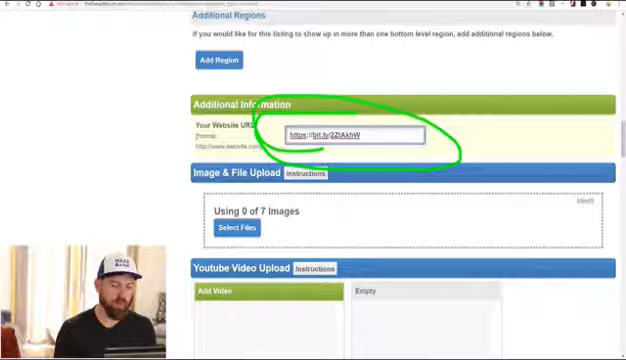 Additional Regions
If you would like for this listing to show up in more than one bottom level region, add additional regions below.
Add Region
Additional Information
Your Website URL
https://bit.ly/2ZtAkhW
http://www.website.com
Image & File Upload Instructions
Using 0 of 7 Images
Select Files
Youtube Video Upload Instructions
Add Video Empty
MAKE